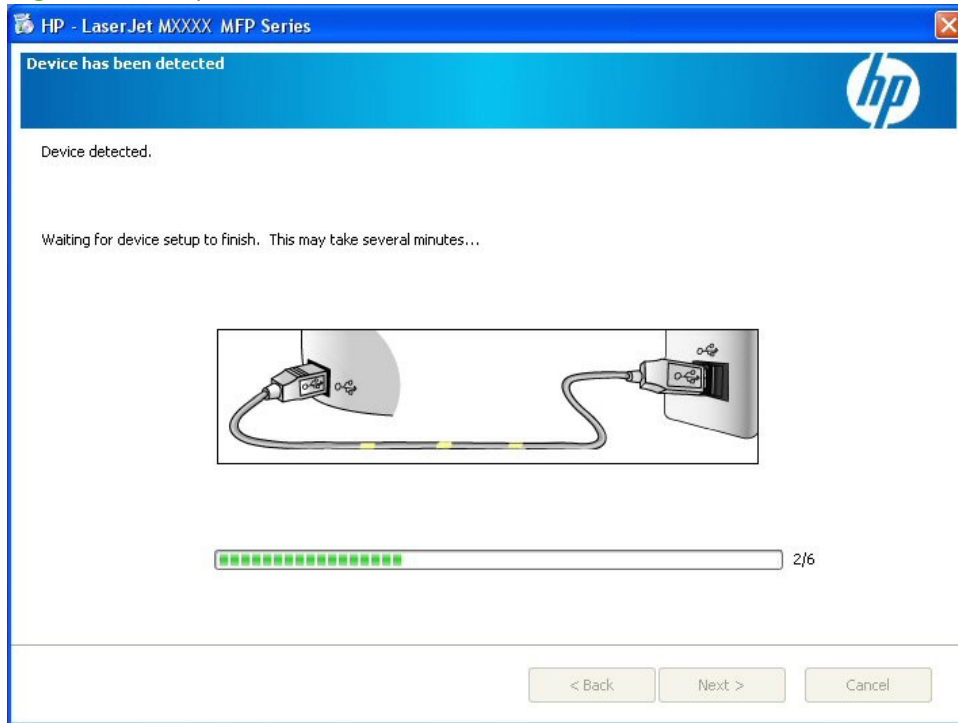 HP - LaserJet MXXXX MFP Series
Device has been detected
hp
Device detected.
Waiting for device setup to finish. This may take several minutes...
2/6
< Back
Next >
Cancel